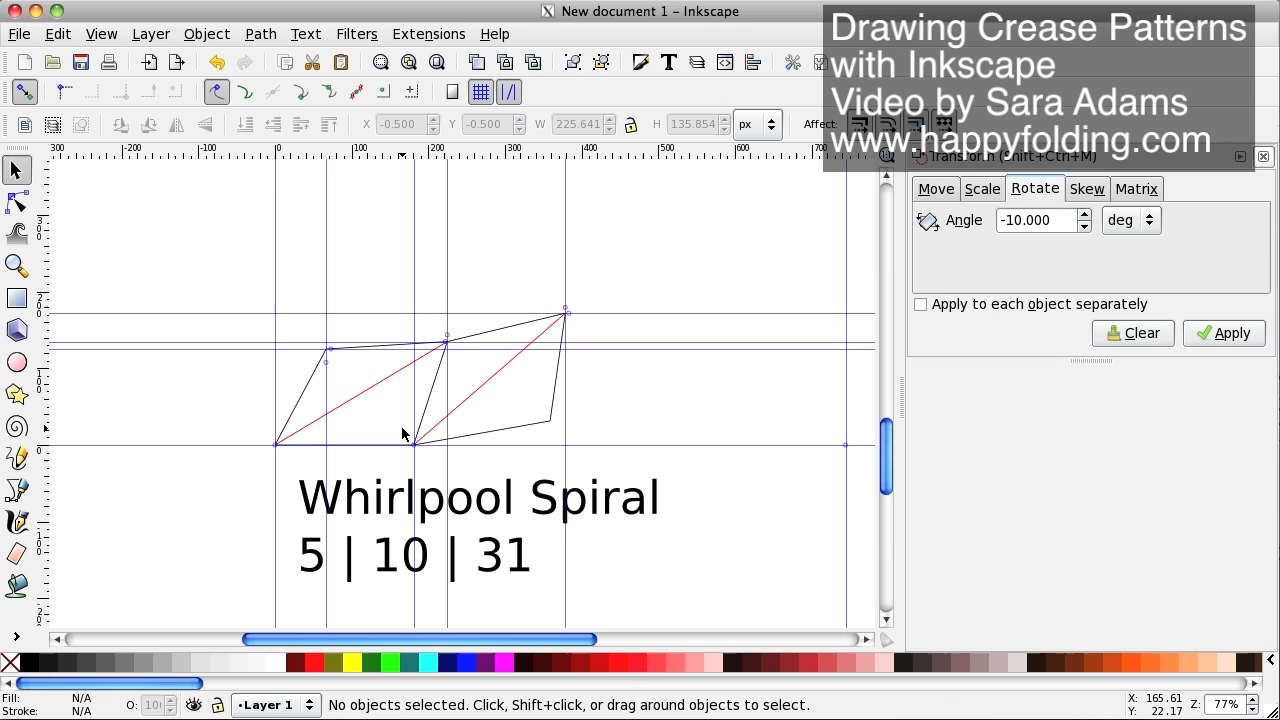 New document 1 - Inkscape
File Edit View Layer Object Path Text Filters Extensions Help
Drawing Crease Patterns
with Inkscape
Video by Sara Adams
www.happyfolding.com
X -0.500 Y -0.500 W 225.641 H 135.854 px Affect:
Transform (Shift+Ctrl+M)
Move Scale Rotate Skew Matrix
Angle -10.000 deg
Apply to each object separately
Clear Apply
Whirlpool Spiral
5 | 10 | 31
Fill: N/A
Stroke: N/A
O: Layer 1 No objects selected. Click, Shift+click, or drag around objects to select.
X: 165.61
Y: 22.17
Z: 77%